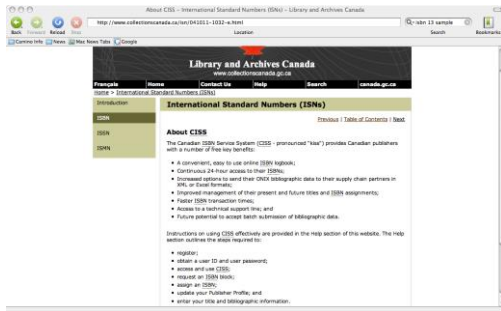 About CISS - International Standard Numbers (ISNs) - Library and Archives Canada
http://www.collectionscanada.ca/isn/041011-1032-e.html
isbn 13 sample
Back Forward Reload Stop Location Search Bookmarks
Camino Info News Mac News Tabs Google
Library and Archives Canada
www.collectionscanada.gc.ca
Français Home Contact Us Help Search canada.gc.ca
Home > International Standard Numbers (ISNs)
Introduction
ISBN
ISSN
ISMN
International Standard Numbers (ISNs)
Previous | Table of Contents | Next
About CISS
The Canadian ISBN Service System (CISS - pronounced "kiss") provides Canadian publishers
with a number of free key benefits:
• A convenient, easy to use online ISBN logbook;
• Continuous 24-hour access to their ISBNs;
• Increased options to send their ONIX bibliographic data to their supply chain partners in
XML or Excel formats;
• Improved management of their present and future titles and ISBN assignments;
• Faster ISBN transaction times;
• Access to a technical support line; and
• Future potential to accept batch submission of bibliographic data.
Instructions on using CISS effectively are provided in the Help section of this website. The Help
section outlines the steps required to:
• register;
• obtain a user ID and user password;
• access and use CISS;
• request an ISBN block;
• assign an ISBN;
• update your Publisher Profile; and
• enter your title and bibliographic information.